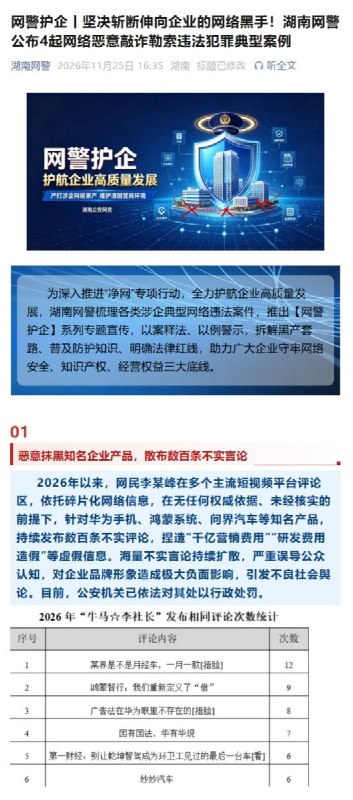 网警护企丨坚决斩断伸向企业的网络黑手！湖南网警
公布4起网络恶意敲诈勒索违法犯罪典型案例
湖南网警 2026年11月25日 16:35 湖南 标题已修改 听全文
网警护企
护航企业高质量发展
严打涉企网络黑产 维护清朗营商环境
湖南公安网安
为深入推进“净网”专项行动，全力护航企业高质量发
展，湖南网警梳理各类涉企典型网络违法案件，推出【网警
护企】系列专题宣传，以案释法、以例警示，拆解黑产套
路、普及防护知识、明确法律红线，助力广大企业守牢网络
安全、知识产权、经营权益三大底线。
01
恶意抹黑知名企业产品，散布数百条不实言论
2026年以来，网民李某峰在多个主流短视频平台评论
区，依托碎片化网络信息，在无任何权威依据、未经核实的
前提下，针对华为手机、鸿蒙系统、问界汽车等知名产品，
持续发布数百条不实评论，捏造“千亿营销费用”“研发费用
造假”等虚假信息。海量不实言论持续扩散，严重误导公众
认知，对企业品牌形象造成极大负面影响，引发不良社会舆
论。目前，公安机关已依法对其处以行政处罚。
2026 年“牛马☆李社长”发布相同评论次数统计
序号 评论内容 次数
1 某界是不是月经车，一月一款[捂脸] 12
2 鸿蒙智行：我们重新定义了“借” 9
3 广告法在华为眼里不存在的[捂脸] 8
4 国有国法，华有华规 7
5 第一财经：别让乾坤智驾成为环卫工见过的最后一台车[看] 6
6 炒炒汽车 6